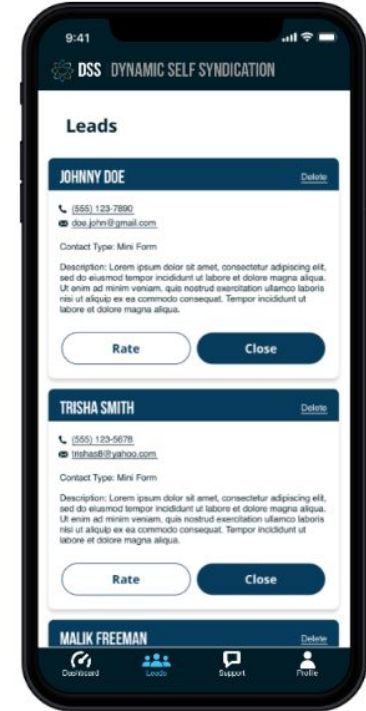 9:41
DSS DYNAMIC SELF SYNDICATION
Leads
JOHNNY DOE Delete
(555) 123-7890
doe.john@gmail.com
Contact Type: Mini Form
Description: Lorem ipsum dolor sit amet, consectetur adipiscing elit,
sed do eiusmod tempor incididunt ut labore et dolore magna aliqua.
Ut enim ad minim veniam, quis nostrud exercitation ullamco laboris
nisi ut aliquip ex ea commodo consequat. Tempor incididunt ut
labore et dolore magna aliqua.
Rate Close
TRISHA SMITH Delete
(555) 123-5678
trishas8@yahoo.com
Contact Type: Mini Form
Description: Lorem ipsum dolor sit amet, consectetur adipiscing elit,
sed do eiusmod tempor incididunt ut labore et dolore magna aliqua.
Ut enim ad minim veniam, quis nostrud exercitation ullamco laboris
nisi ut aliquip ex ea commodo consequat. Tempor incididunt ut
labore et dolore magna aliqua.
Rate Close
MALIK FREEMAN Delete
Dashboard Leads Support Profile